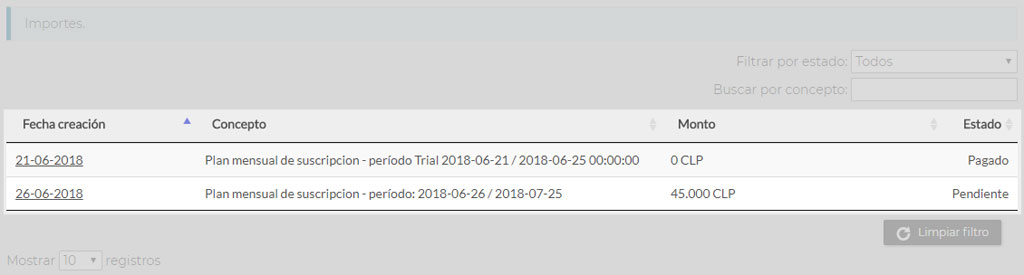 Importes.
Filtrar por estado: Todos
Buscar por concepto:
Fecha creación Concepto Monto Estado
21-06-2018 Plan mensual de suscripcion - período Trial 2018-06-21 / 2018-06-25 00:00:00 0 CLP Pagado
26-06-2018 Plan mensual de suscripcion - período: 2018-06-26 / 2018-07-25 45.000 CLP Pendiente
Limpiar filtro
Mostrar 10 registros